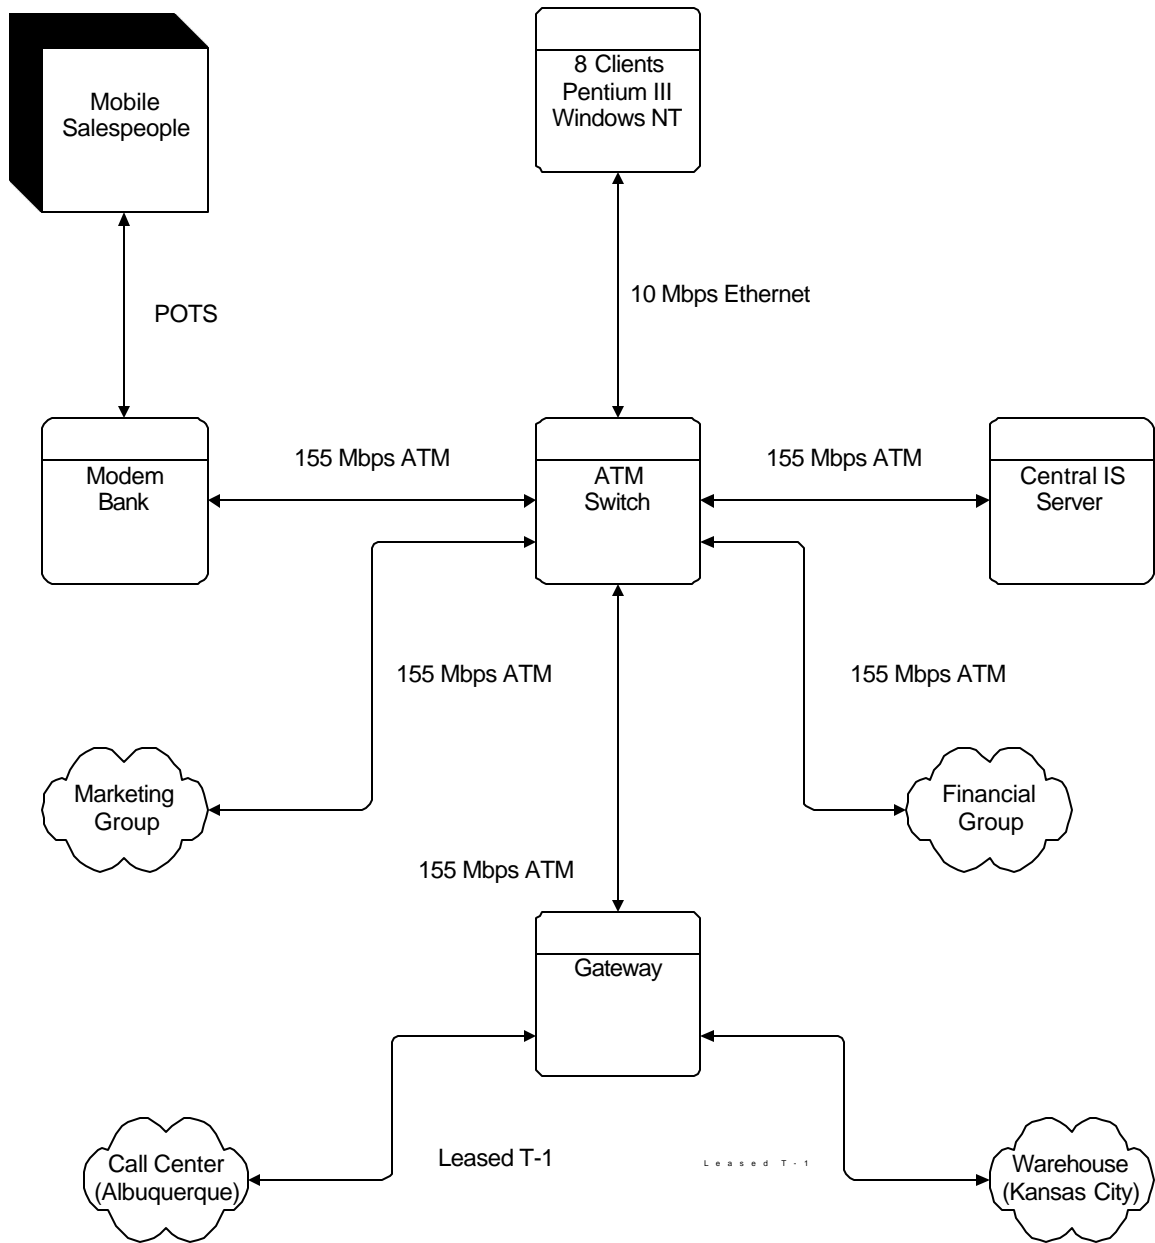 Mobile
Salespeople
8 Clients
Pentium III
Windows NT
POTS
10 Mbps Ethernet
Modem
Bank
155 Mbps ATM
ATM
Switch
155 Mbps ATM
Central IS
Server
155 Mbps ATM
155 Mbps ATM
Marketing
Group
Financial
Group
155 Mbps ATM
Gateway
Call Center
(Albuquerque)
Leased T-1
Leased T-1
Warehouse
(Kansas City)